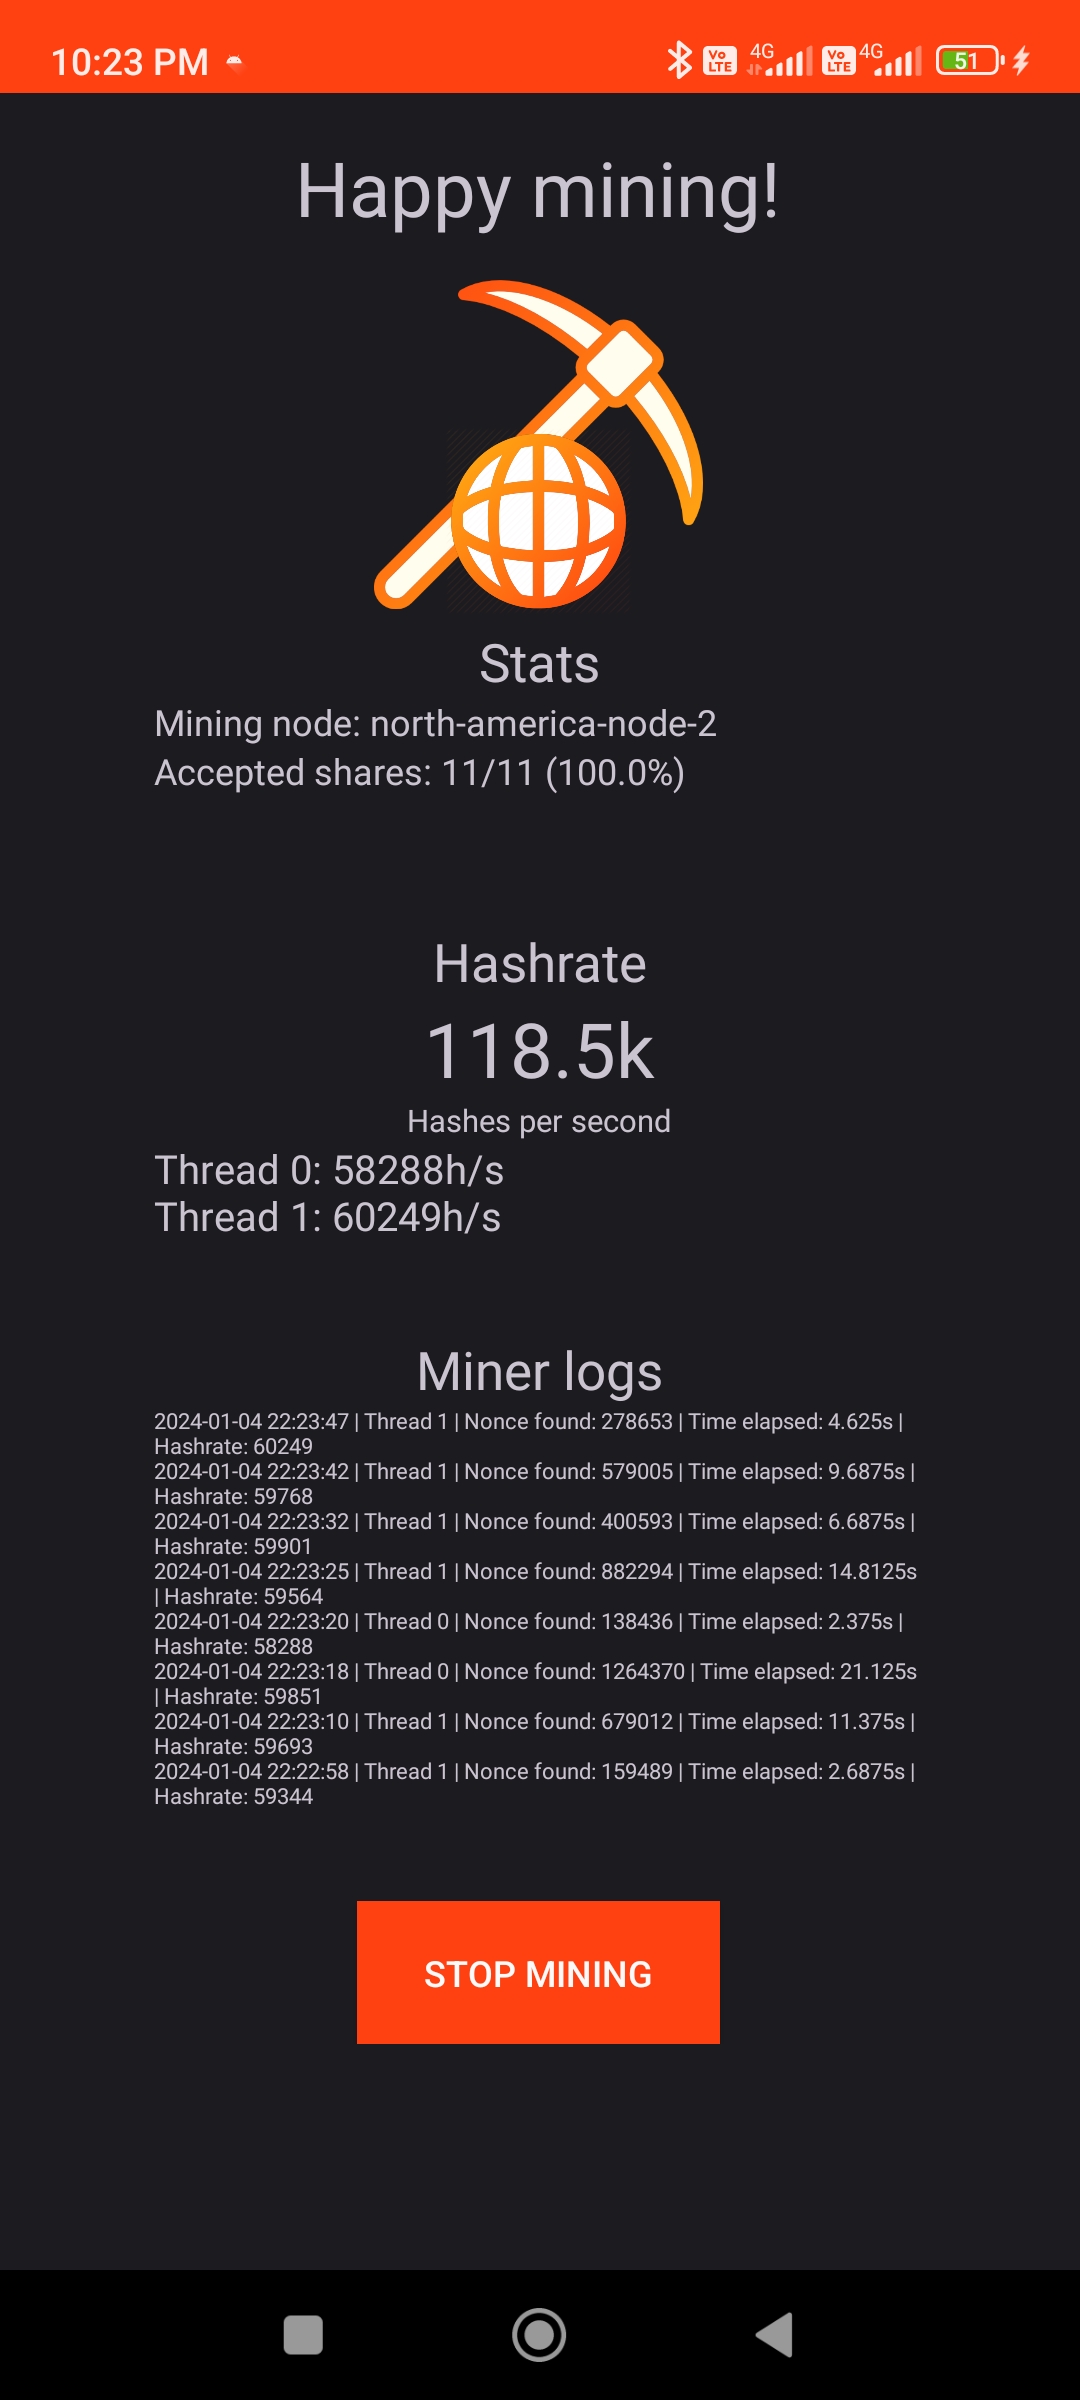 10:23 PM
Vo LTE 4G Vo LTE 4G 51
Happy mining!
Stats
Mining node: north-america-node-2
Accepted shares: 11/11 (100.0%)
Hashrate
118.5k
Hashes per second
Thread 0: 58288h/s
Thread 1: 60249h/s
Miner logs
2024-01-04 22:23:47 | Thread 1 | Nonce found: 278653 | Time elapsed: 4.625s |
Hashrate: 60249
2024-01-04 22:23:42 | Thread 1 | Nonce found: 579005 | Time elapsed: 9.6875s |
Hashrate: 59768
2024-01-04 22:23:32 | Thread 1 | Nonce found: 400593 | Time elapsed: 6.6875s |
Hashrate: 59901
2024-01-04 22:23:25 | Thread 1 | Nonce found: 882294 | Time elapsed: 14.8125s
| Hashrate: 59564
2024-01-04 22:23:20 | Thread 0 | Nonce found: 138436 | Time elapsed: 2.375s |
Hashrate: 58288
2024-01-04 22:23:18 | Thread 0 | Nonce found: 1264370 | Time elapsed: 21.125s
| Hashrate: 59851
2024-01-04 22:23:10 | Thread 1 | Nonce found: 679012 | Time elapsed: 11.375s |
Hashrate: 59693
2024-01-04 22:22:58 | Thread 1 | Nonce found: 159489 | Time elapsed: 2.6875s |
Hashrate: 59344
STOP MINING